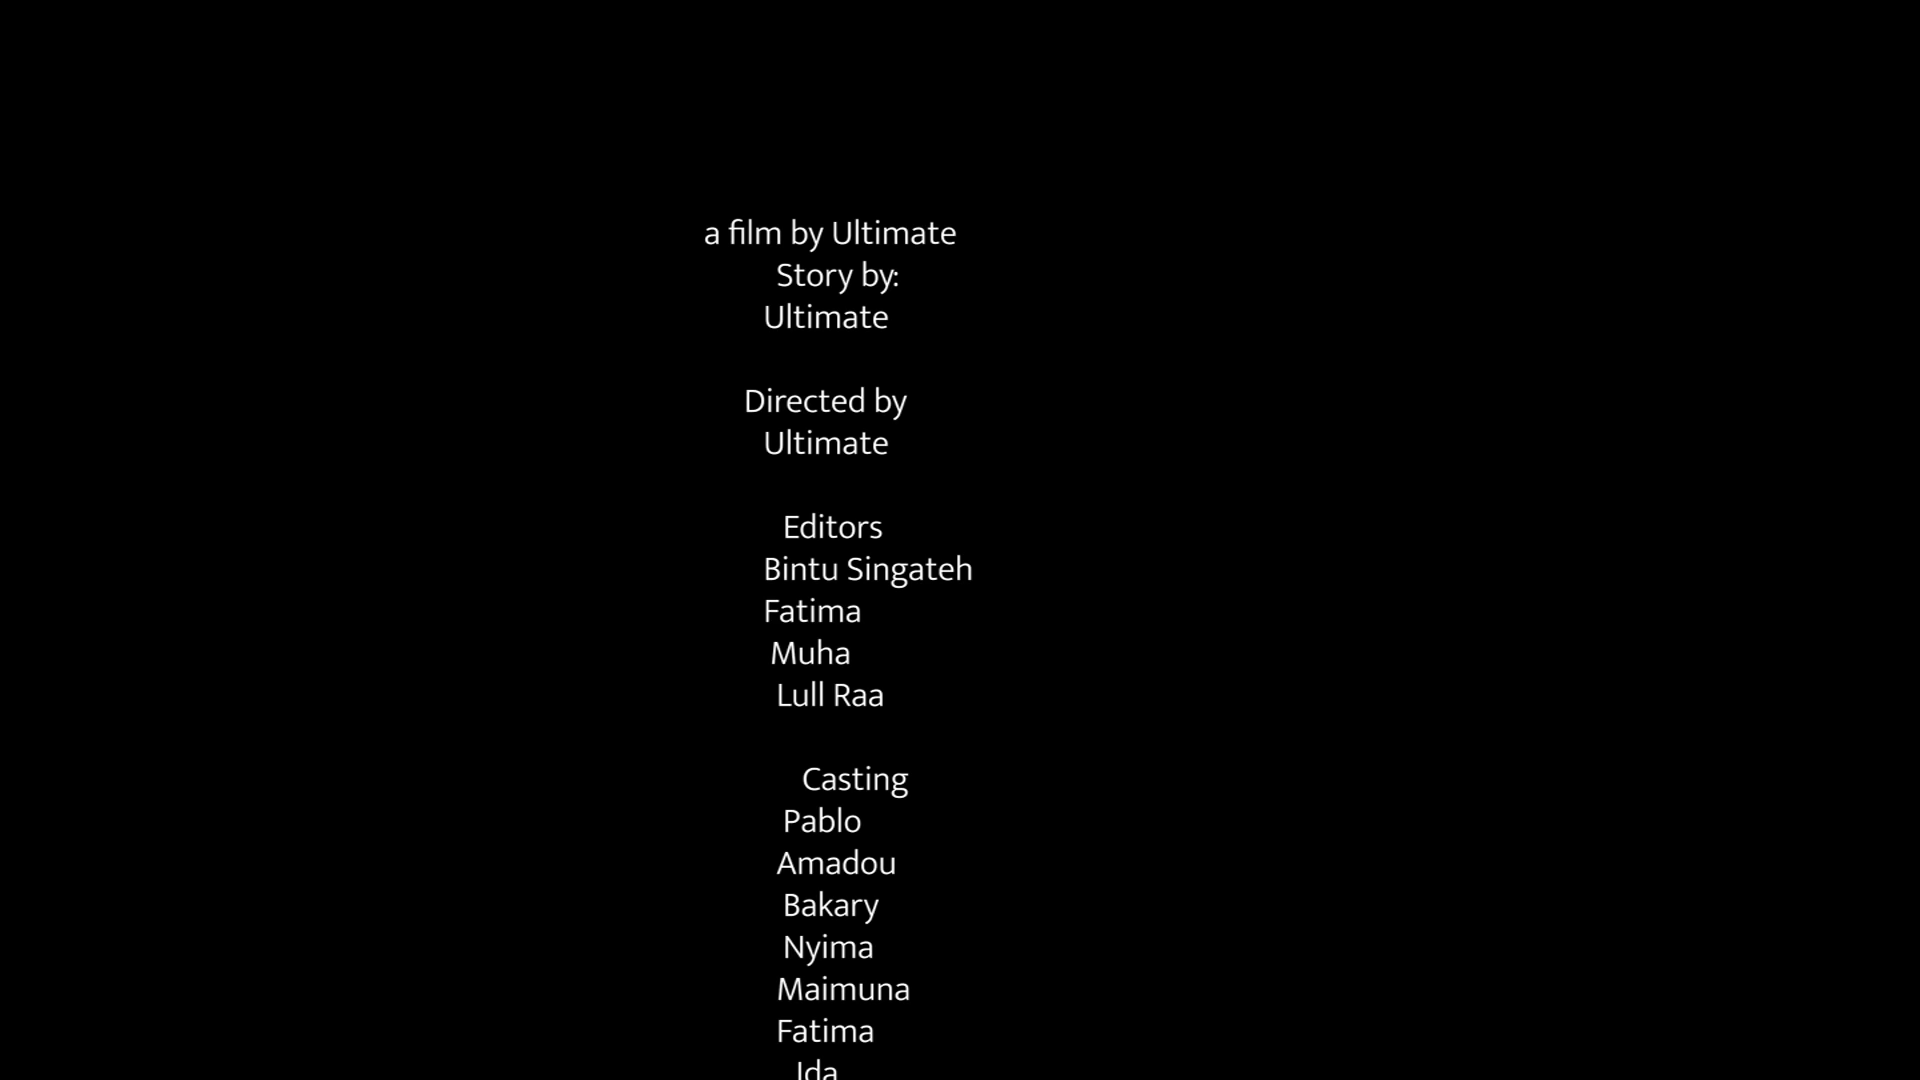 a film by Ultimate
Story by:
Ultimate
Directed by
Ultimate
Editors
Bintu Singateh
Fatima
Muha
Lull Raa
Casting
Pablo
Amadou
Bakary
Nyima
Maimuna
Fatima
Ida